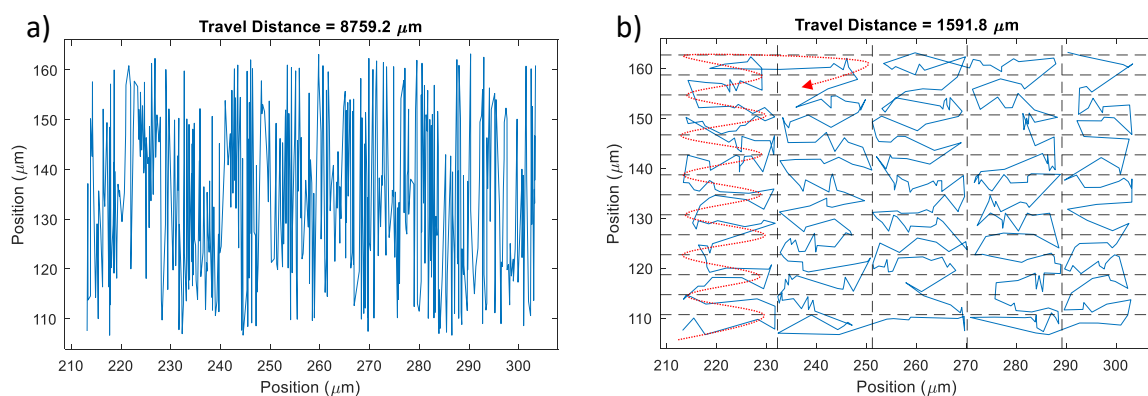 a)
Travel Distance = 8759.2 μm
Position (μm)
160
150
140
130
120
110
210 220 230 240 250 260 270 280 290 300
Position (μm)
b)
Travel Distance = 1591.8 μm
Position (μm)
160
150
140
130
120
110
210 220 230 240 250 260 270 280 290 300
Position (μm)